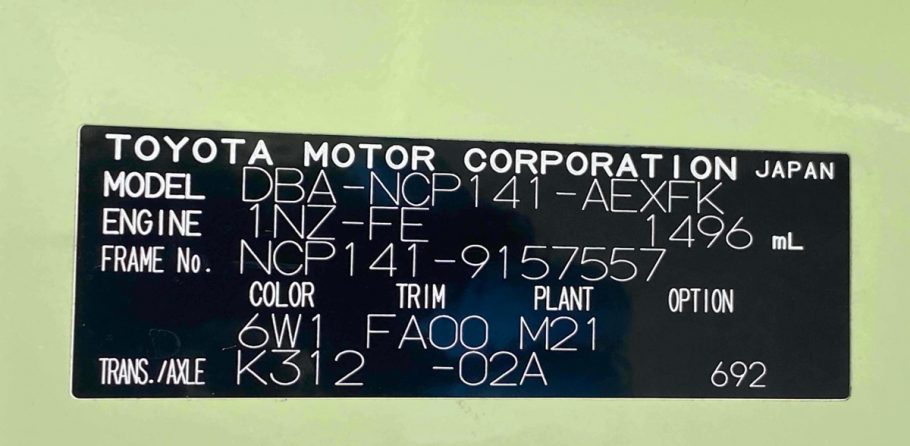 TOYOTA MOTOR CORPORATION JAPAN
MODEL DBA-NCP141-AEXFK
ENGINE 1NZ-FE 1496 mL
FRAME No. NCP141-9157557
COLOR TRIM PLANT OPTION
6W1 FA00 M21
TRANS./AXLE K312 -02A 692